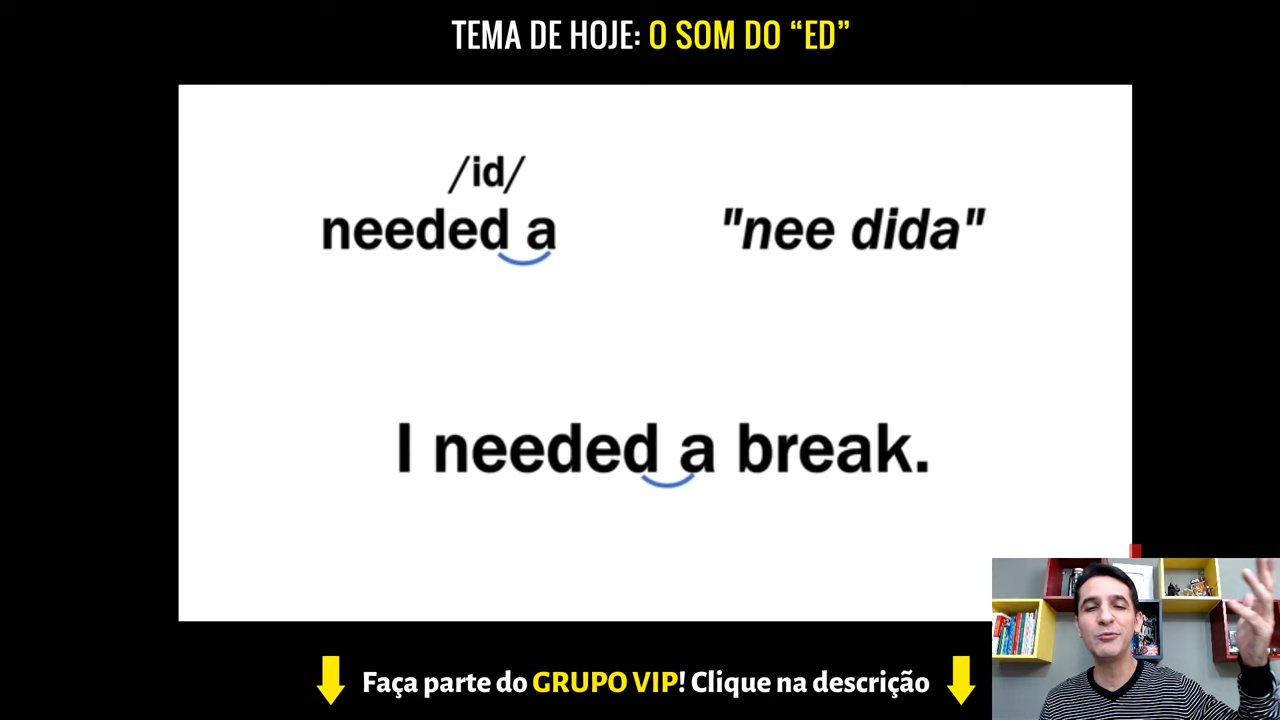 TEMA DE HOJE: O SOM DO “ED”
/id/
needed a "nee dida"
I needed a break.
Faça parte do GRUPO VIP! Clique na descrição